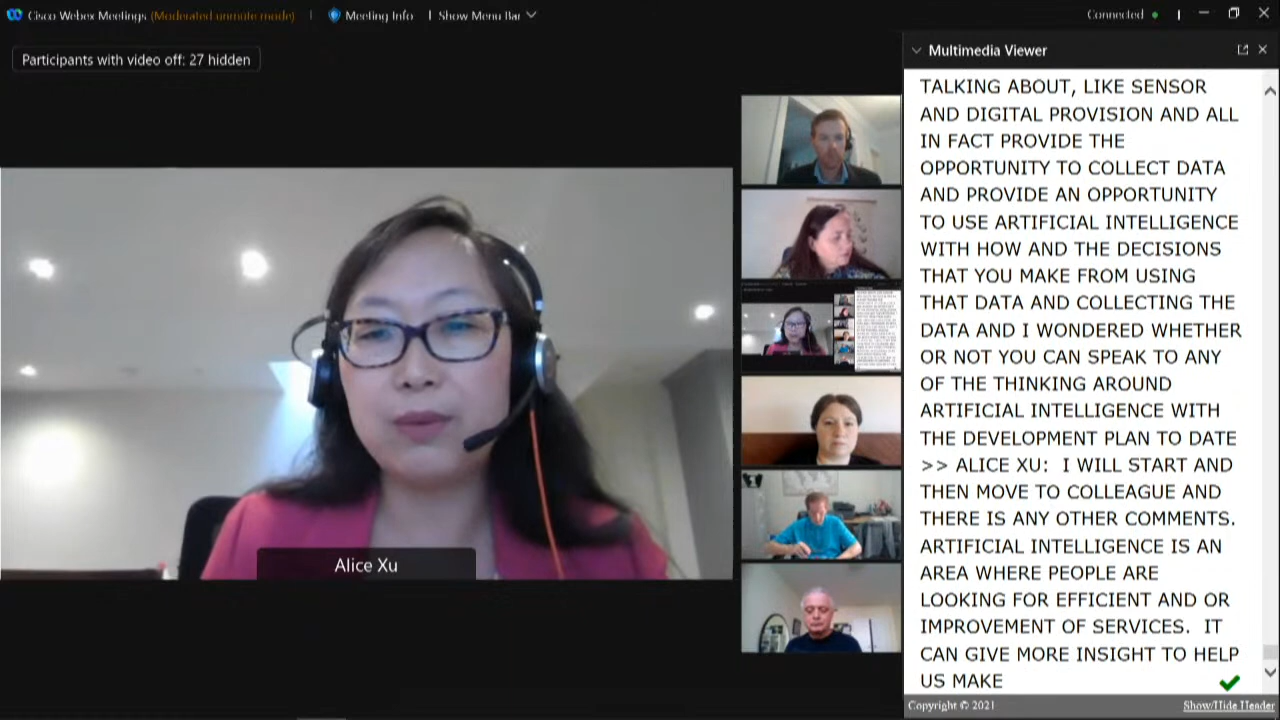 Cisco Webex Meetings (Moderated unmute mode) | Meeting Info | Show Menu Bar
Connected
Participants with video off: 27 hidden
Alice Xu
Multimedia Viewer
TALKING ABOUT, LIKE SENSOR
AND DIGITAL PROVISION AND ALL
IN FACT PROVIDE THE
OPPORTUNITY TO COLLECT DATA
AND PROVIDE AN OPPORTUNITY
TO USE ARTIFICIAL INTELLIGENCE
WITH HOW AND THE DECISIONS
THAT YOU MAKE FROM USING
THAT DATA AND COLLECTING THE
DATA AND I WONDERED WHETHER
OR NOT YOU CAN SPEAK TO ANY
OF THE THINKING AROUND
ARTIFICIAL INTELLIGENCE WITH
THE DEVELOPMENT PLAN TO DATE
>> ALICE XU: I WILL START AND
THEN MOVE TO COLLEAGUE AND
THERE IS ANY OTHER COMMENTS.
ARTIFICIAL INTELLIGENCE IS AN
AREA WHERE PEOPLE ARE
LOOKING FOR EFFICIENT AND OR
IMPROVEMENT OF SERVICES. IT
CAN GIVE MORE INSIGHT TO HELP
US MAKE
Copyright © 2021
Show/Hide Header